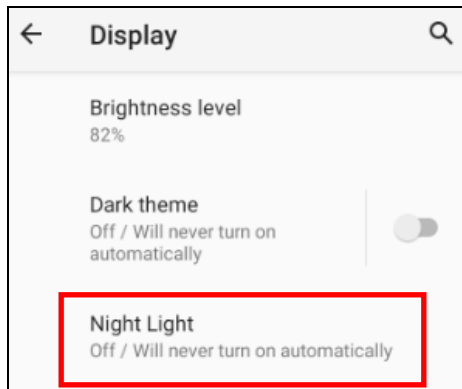 Display
Brightness level
82%
Dark theme
Off / Will never turn on
automatically
Night Light
Off / Will never turn on automatically